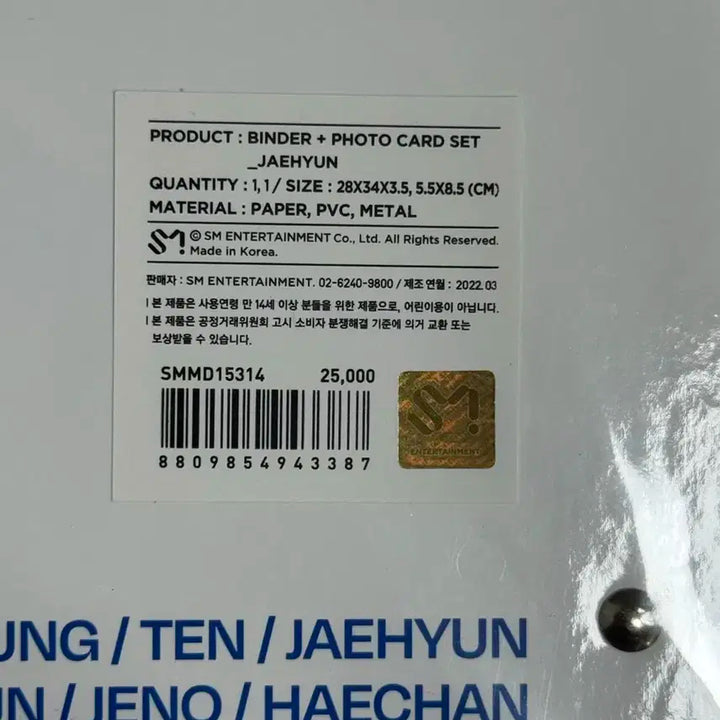 PRODUCT : BINDER + PHOTO CARD SET
_JAEHYUN
QUANTITY : 1, 1 / SIZE : 28X34X3.5, 5.5X8.5 (CM)
MATERIAL : PAPER, PVC, METAL
SM! © SM ENTERTAINMENT Co., Ltd. All Rights Reserved.
Made in Korea.
판매자 : SM ENTERTAINMENT. 02-6240-9800 / 제조 연월 : 2022.03
I 본 제품은 사용연령 만 14세 이상 분들을 위한 제품으로, 어린이용이 아닙니다.
I 본 제품은 공정거래위원회 고시 소비자 분쟁해결 기준에 의거 교환 또는
보상받을 수 있습니다.
SMMD15314 25,000
SM!
ENTERTAINMENT
8809854943387
UNG / TEN / JAEHYUN
UN / JENO / HAECHAN